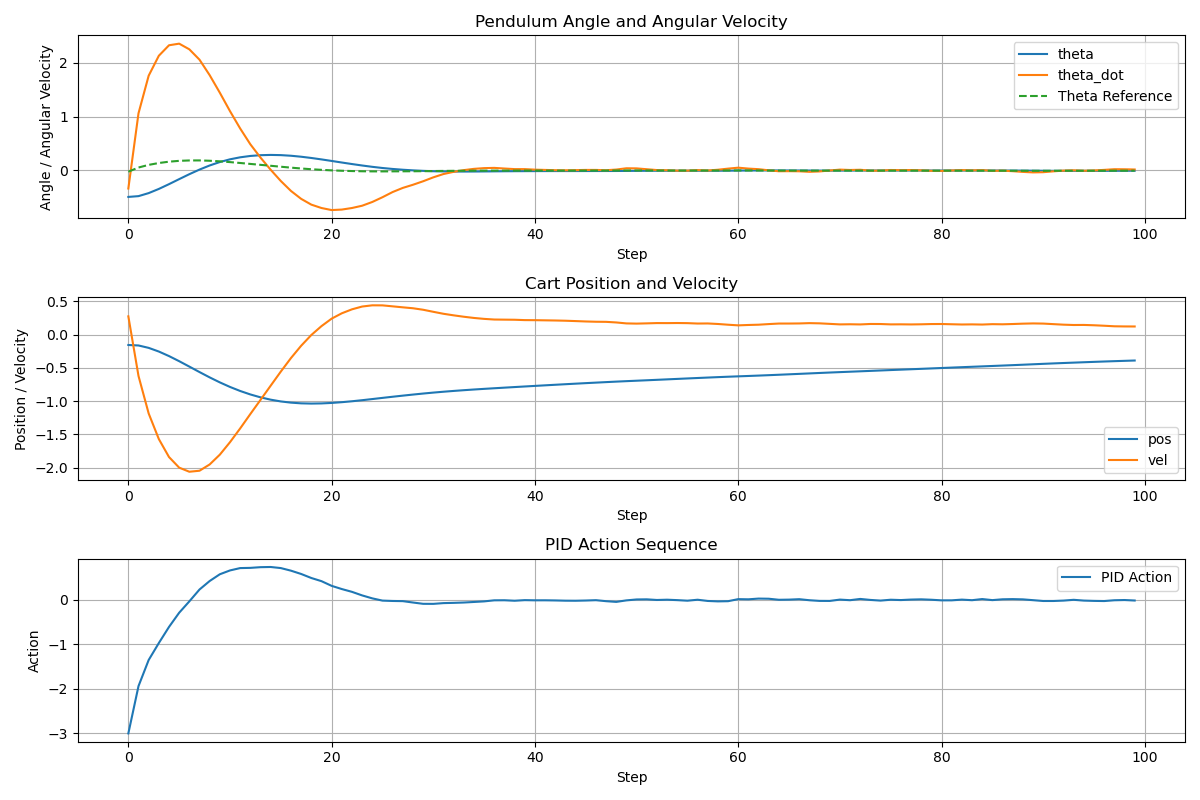 Pendulum Angle and Angular Velocity
Angle / Angular Velocity
2
1
0
theta
theta_dot
Theta Reference
0 20 40 60 80 100
Step
Cart Position and Velocity
Position / Velocity
0.5
0.0
−0.5
−1.0
−1.5
−2.0
pos
vel
0 20 40 60 80 100
Step
PID Action Sequence
Action
0
−1
−2
−3
PID Action
0 20 40 60 80 100
Step